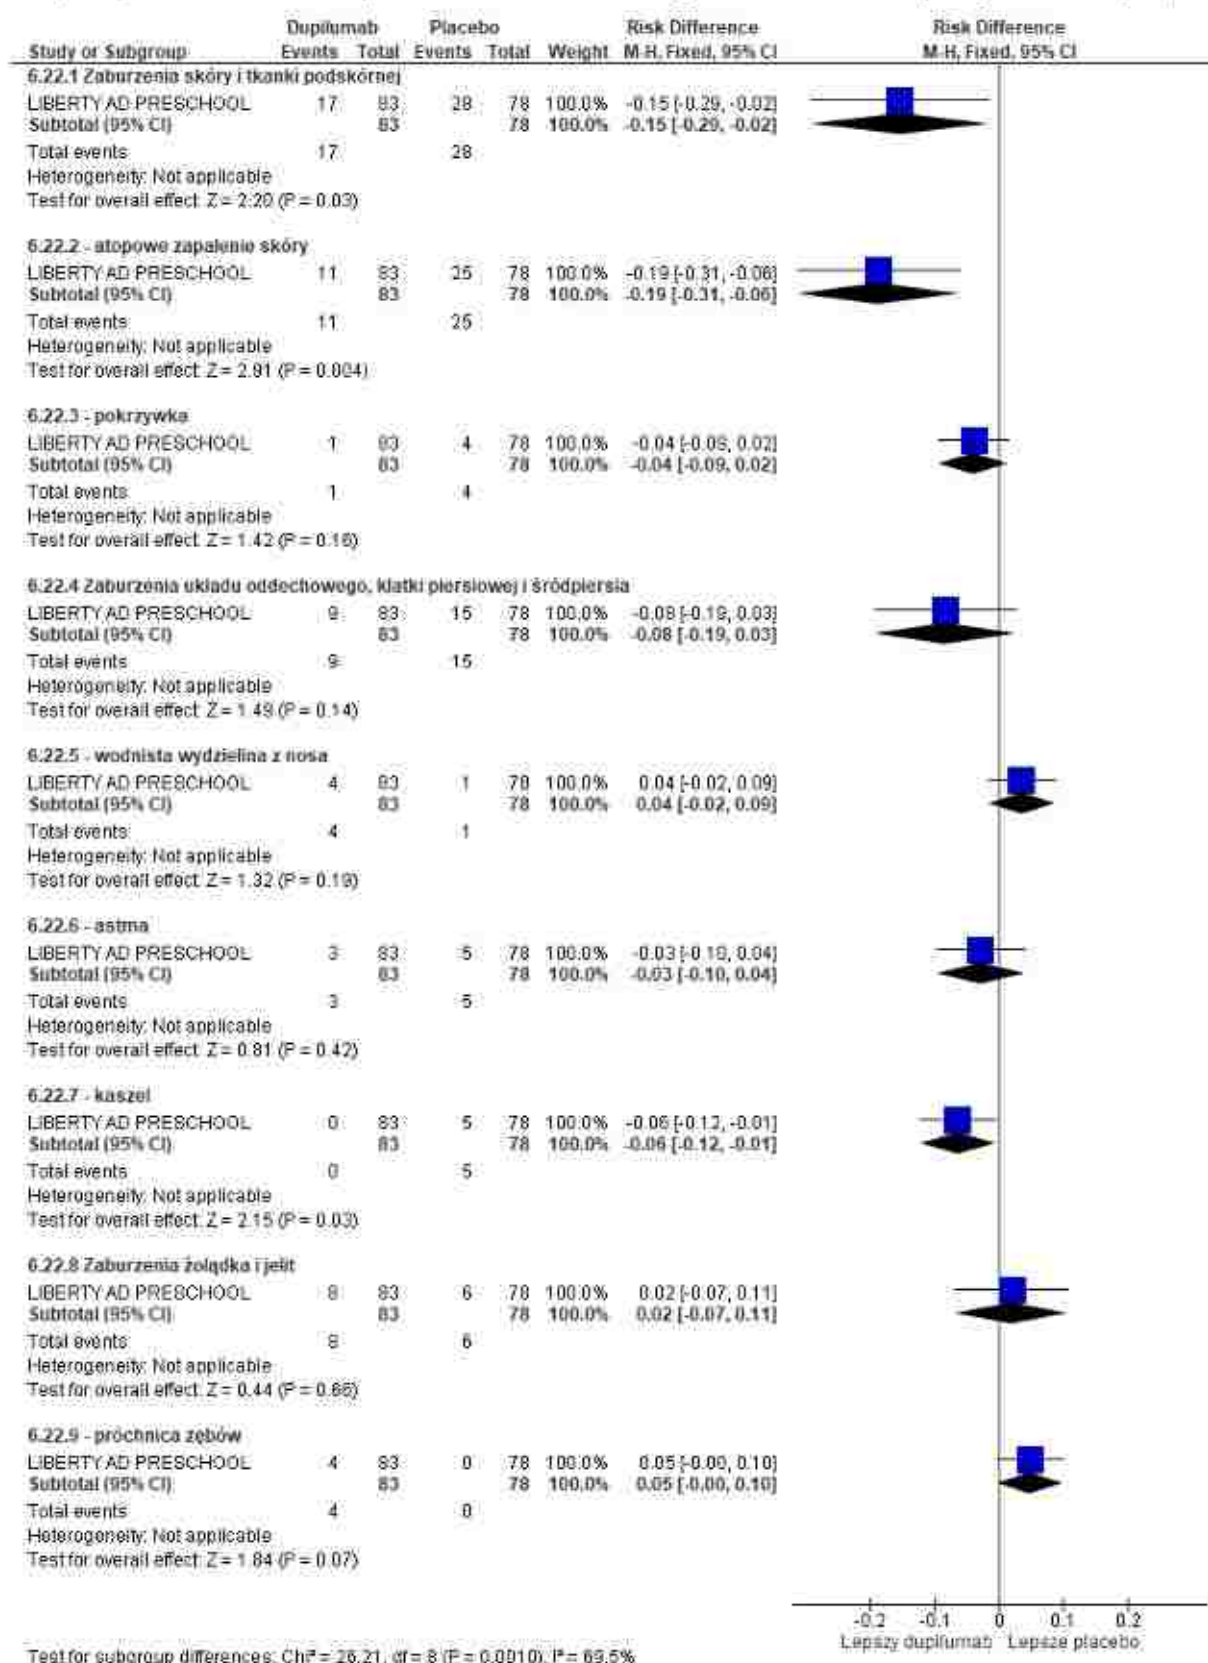 Dupilumab Placebo Risk Difference Risk Difference
Study or Subgroup Events Total Events Total Weight M-H, Fixed, 95% CI M-H, Fixed, 95% CI
6.22.1 Zaburzenia skóry i tkanki podskórnej
LIBERTY AD PRESCHOOL 17 83 28 78 100.0% -0.15 [-0.29, -0.02]
Subtotal (95% CI) 83 78 100.0% -0.15 [-0.29, -0.02]
Total events 17 28
Heterogeneity: Not applicable
Test for overall effect: Z = 2.20 (P = 0.03)
6.22.2 - atopowe zapalenie skóry
LIBERTY AD PRESCHOOL 11 83 25 78 100.0% -0.19 [-0.31, -0.06]
Subtotal (95% CI) 83 78 100.0% -0.19 [-0.31, -0.06]
Total events 11 25
Heterogeneity: Not applicable
Test for overall effect: Z = 2.91 (P = 0.004)
6.22.3 - pokrzywka
LIBERTY AD PRESCHOOL 1 83 4 78 100.0% -0.04 [-0.09, 0.02]
Subtotal (95% CI) 83 78 100.0% -0.04 [-0.09, 0.02]
Total events 1 4
Heterogeneity: Not applicable
Test for overall effect: Z = 1.42 (P = 0.16)
6.22.4 Zaburzenia układu oddechowego, klatki piersiowej i śródpiersia
LIBERTY AD PRESCHOOL 9 83 15 78 100.0% -0.08 [-0.19, 0.03]
Subtotal (95% CI) 83 78 100.0% -0.08 [-0.19, 0.03]
Total events 9 15
Heterogeneity: Not applicable
Test for overall effect: Z = 1.49 (P = 0.14)
6.22.5 - wodnista wydzielina z nosa
LIBERTY AD PRESCHOOL 4 83 1 78 100.0% 0.04 [-0.02, 0.09]
Subtotal (95% CI) 83 78 100.0% 0.04 [-0.02, 0.09]
Total events 4 1
Heterogeneity: Not applicable
Test for overall effect: Z = 1.32 (P = 0.19)
6.22.6 - astma
LIBERTY AD PRESCHOOL 3 83 5 78 100.0% -0.03 [-0.10, 0.04]
Subtotal (95% CI) 83 78 100.0% -0.03 [-0.10, 0.04]
Total events 3 5
Heterogeneity: Not applicable
Test for overall effect: Z = 0.81 (P = 0.42)
6.22.7 - kaszel
LIBERTY AD PRESCHOOL 0 83 5 78 100.0% -0.06 [-0.12, -0.01]
Subtotal (95% CI) 83 78 100.0% -0.06 [-0.12, -0.01]
Total events 0 5
Heterogeneity: Not applicable
Test for overall effect: Z = 2.15 (P = 0.03)
6.22.8 Zaburzenia żołądka i jelit
LIBERTY AD PRESCHOOL 8 83 6 78 100.0% 0.02 [-0.07, 0.11]
Subtotal (95% CI) 83 78 100.0% 0.02 [-0.07, 0.11]
Total events 8 6
Heterogeneity: Not applicable
Test for overall effect: Z = 0.44 (P = 0.66)
6.22.9 - próchnica zębów
LIBERTY AD PRESCHOOL 4 83 0 78 100.0% 0.05 [-0.00, 0.10]
Subtotal (95% CI) 83 78 100.0% 0.05 [-0.00, 0.10]
Total events 4 0
Heterogeneity: Not applicable
Test for overall effect: Z = 1.84 (P = 0.07)
-0.2 -0.1 0 0.1 0.2
Lepszy dupilumab Lepsze placebo
Test for subgroup differences: Chi² = 26.21, df = 8 (P = 0.0010), I² = 69.5%